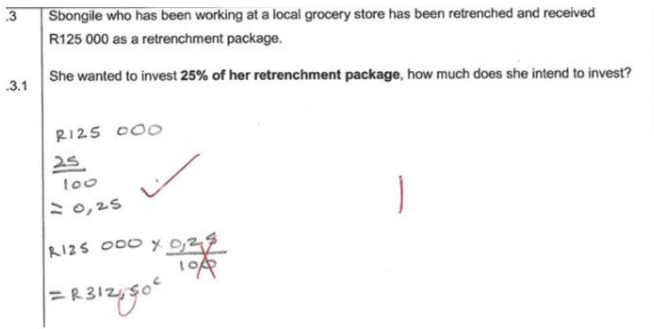 .3 Sbongile who has been working at a local grocery store has been retrenched and received
R125 000 as a retrenchment package.
.3.1 She wanted to invest 25% of her retrenchment package, how much does she intend to invest?
R125 000
25
100
= 0,25
R125 000 x 0,25
100
= R312,50c
1